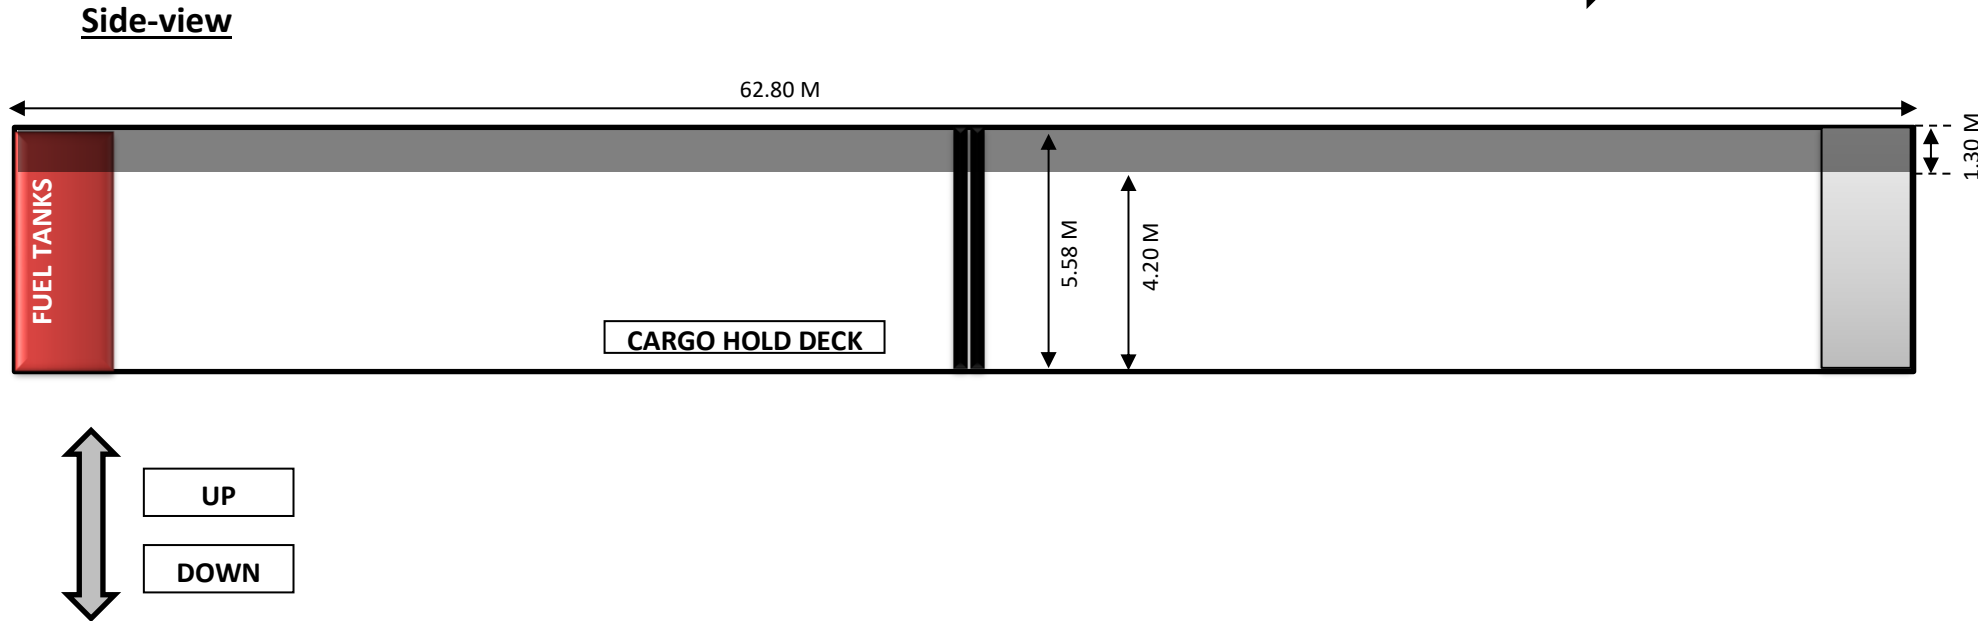 Side-view
62.80 M
1.30 M
FUEL TANKS
5.58 M
4.20 M
CARGO HOLD DECK
UP
DOWN